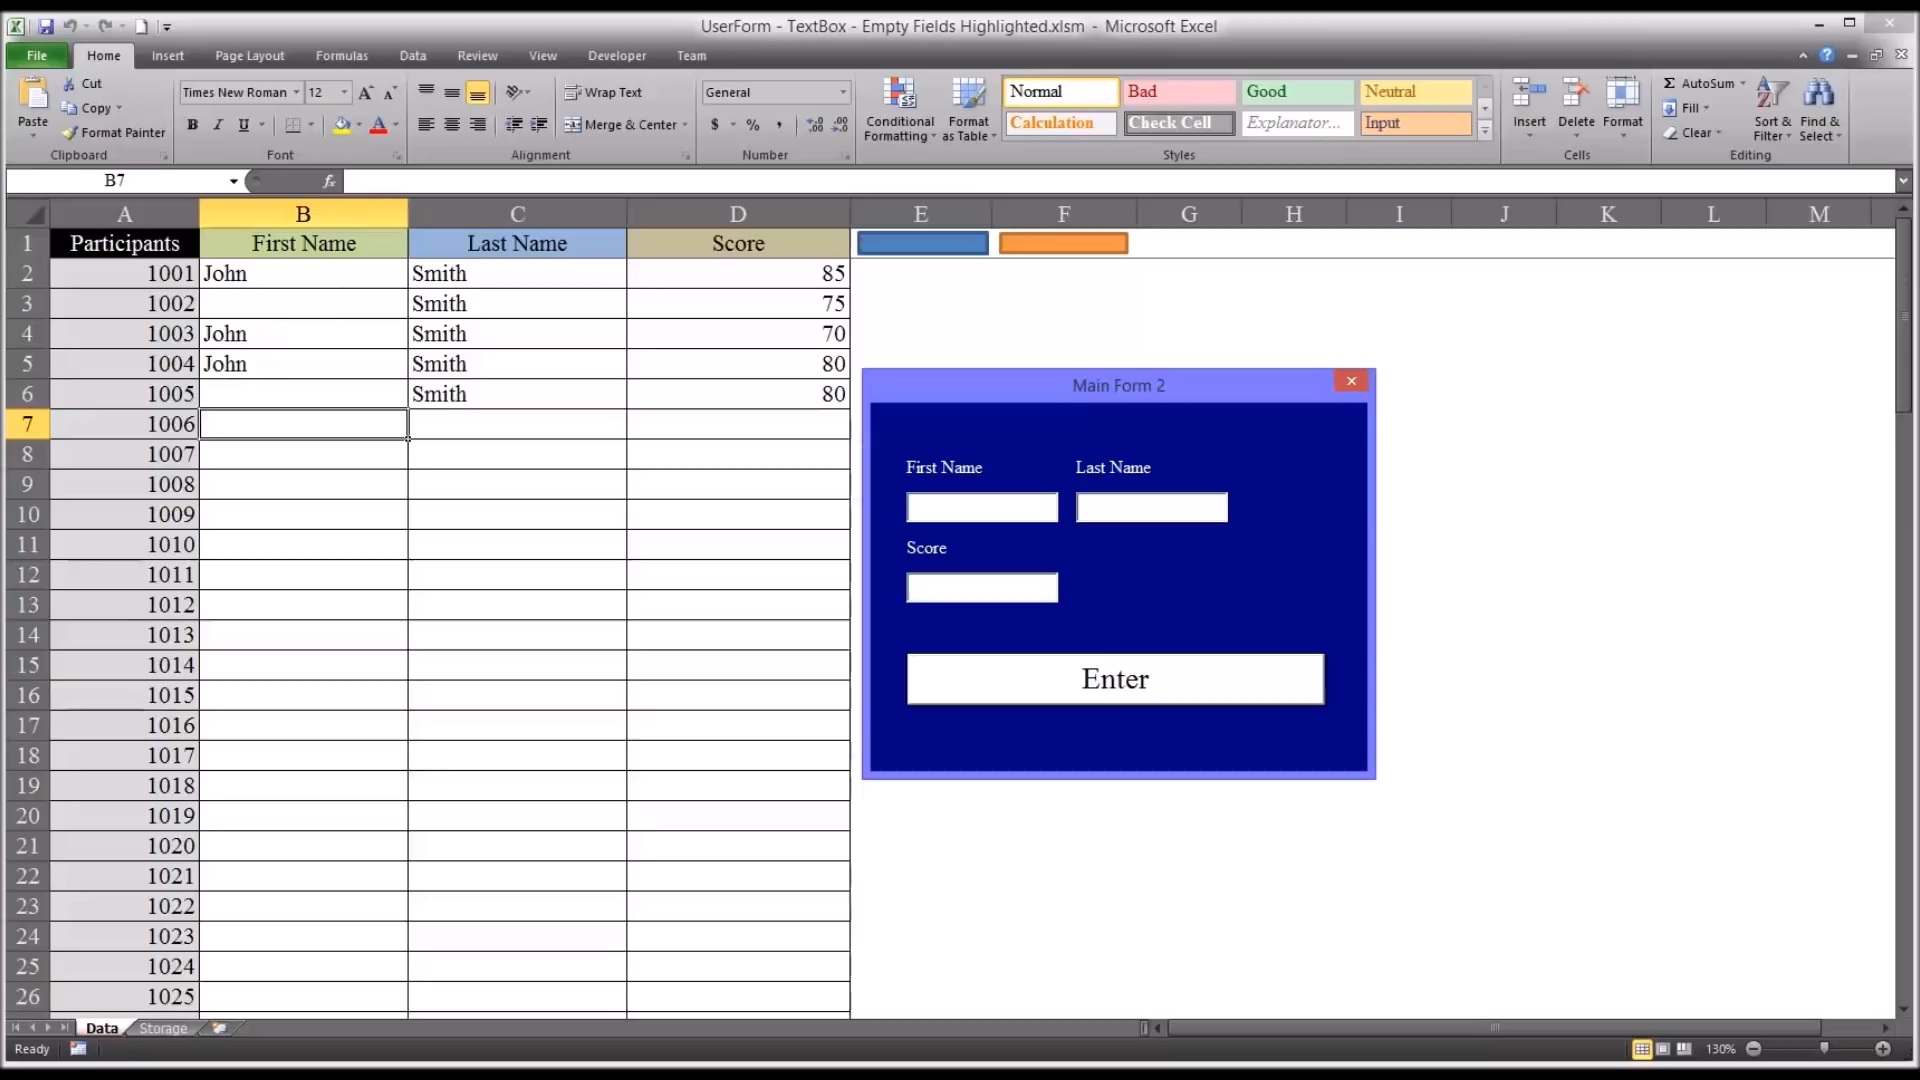 UserForm - TextBox - Empty Fields Highlighted.xlsm - Microsoft Excel
File Home Insert Page Layout Formulas Data Review View Developer Team
Cut
Copy
Format Painter
Paste
Clipboard
Times New Roman 12
B I U A
Font
Wrap Text
Merge & Center
Alignment
General
$ % ,
Number
Conditional Formatting
Format as Table
Normal Bad Good Neutral
Calculation Check Cell Explanator... Input
Styles
Insert Delete Format
Cells
Σ AutoSum
Fill
Clear
Sort & Filter
Find & Select
Editing
B7 fx
A B C D E F G H I J K L M
1 Participants First Name Last Name Score
2 1001 John Smith 85
3 1002 Smith 75
4 1003 John Smith 70
5 1004 John Smith 80
6 1005 Smith 80
7 1006
8 1007
9 1008
10 1009
11 1010
12 1011
13 1012
14 1013
15 1014
16 1015
17 1016
18 1017
19 1018
20 1019
21 1020
22 1021
23 1022
24 1023
25 1024
26 1025
Main Form 2
First Name Last Name
Score
Enter
Data Storage
Ready 130%